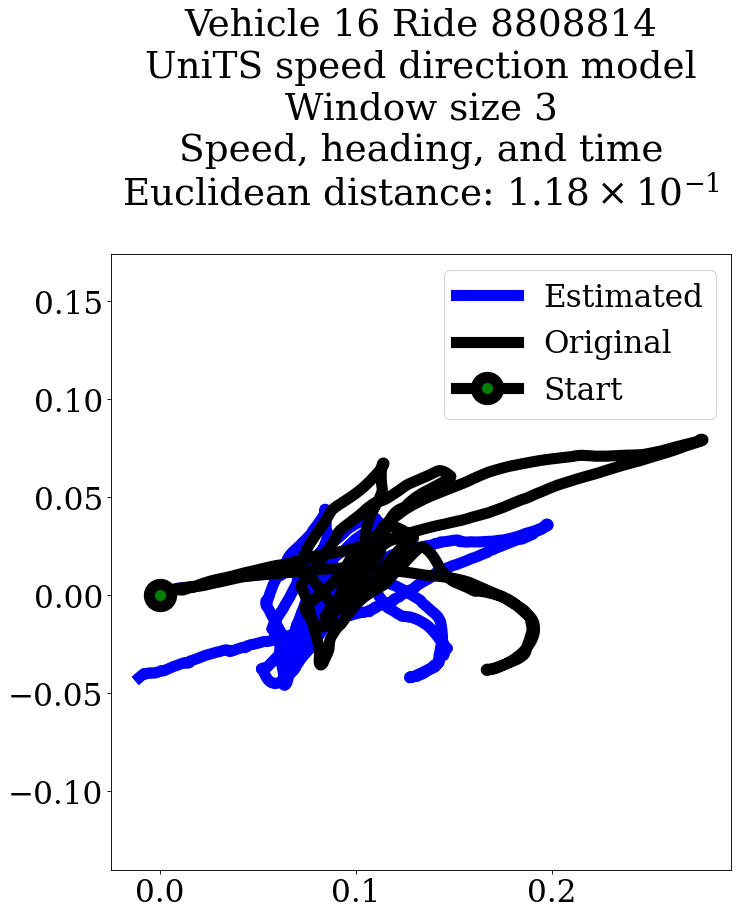 Vehicle 16 Ride 8808814
UniTS speed direction model
Window size 3
Speed, heading, and time
Euclidean distance: $1.18 \times 10^{-1}$
Estimated
Original
Start
0.15
0.10
0.05
0.00
−0.05
−0.10
0.0 0.1 0.2